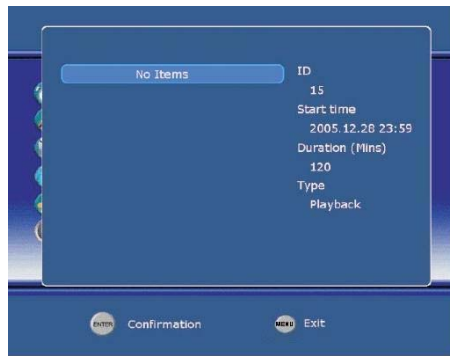 No Items
ID
15
Start time
2005.12.28 23:59
Duration (Mins)
120
Type
Playback
ENTER Confirmation
MENU Exit